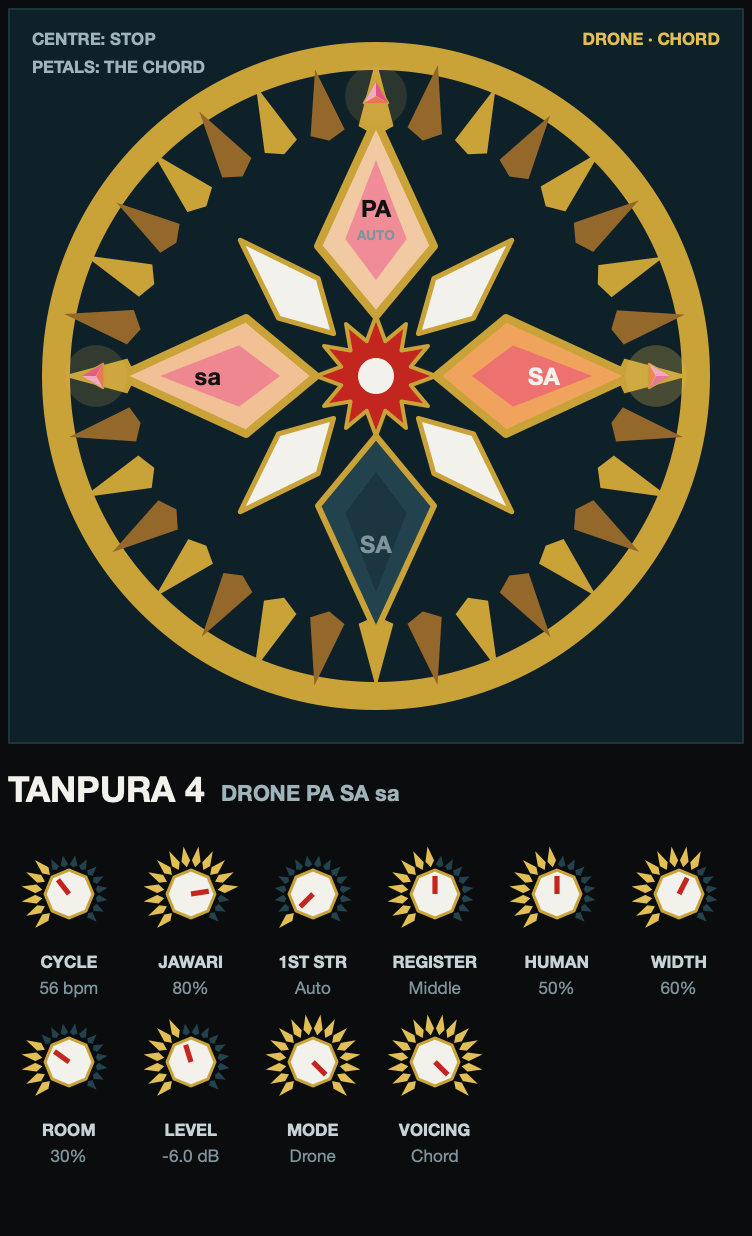 CENTRE: STOP
DRONE · CHORD
PETALS: THE CHORD
PA
AUTO
sa
SA
SA
TANPURA 4 DRONE PA SA sa
CYCLE JAWARI 1ST STR REGISTER HUMAN WIDTH
56 bpm 80% Auto Middle 50% 60%
ROOM LEVEL MODE VOICING
30% -6.0 dB Drone Chord